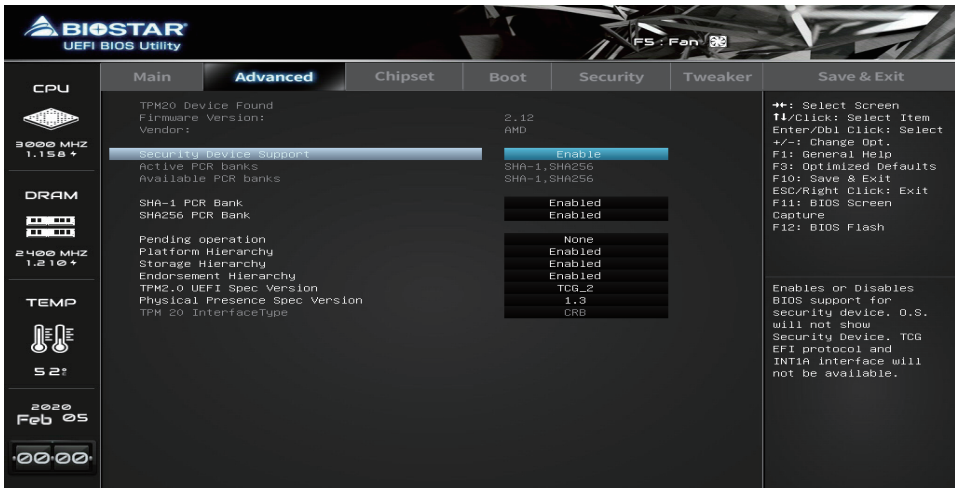 BIOSTAR
UEFI BIOS Utility
F5 : Fan
Main Advanced Chipset Boot Security Tweaker Save & Exit
CPU
3000 MHZ
1.158 +
DRAM
2400 MHZ
1.210 +
TEMP
52
2020
Feb 05
00:00
TPM20 Device Found
Firmware Version: 2.12
Vendor: AMD
Security Device Support Enable
Active PCR banks SHA-1,SHA256
Available PCR banks SHA-1,SHA256
SHA-1 PCR Bank Enabled
SHA256 PCR Bank Enabled
Pending operation None
Platform Hierarchy Enabled
Storage Hierarchy Enabled
Endorsement Hierarchy Enabled
TPM2.0 UEFI Spec Version TCG_2
Physical Presence Spec Version 1.3
TPM 20 InterfaceType CRB
→←: Select Screen
↑↓/Click: Select Item
Enter/Dbl Click: Select
+/-: Change Opt.
F1: General Help
F3: Optimized Defaults
F10: Save & Exit
ESC/Right Click: Exit
F11: BIOS Screen
Capture
F12: BIOS Flash
Enables or Disables
BIOS support for
security device. O.S.
will not show
Security Device. TCG
EFI protocol and
INT1A interface will
not be available.